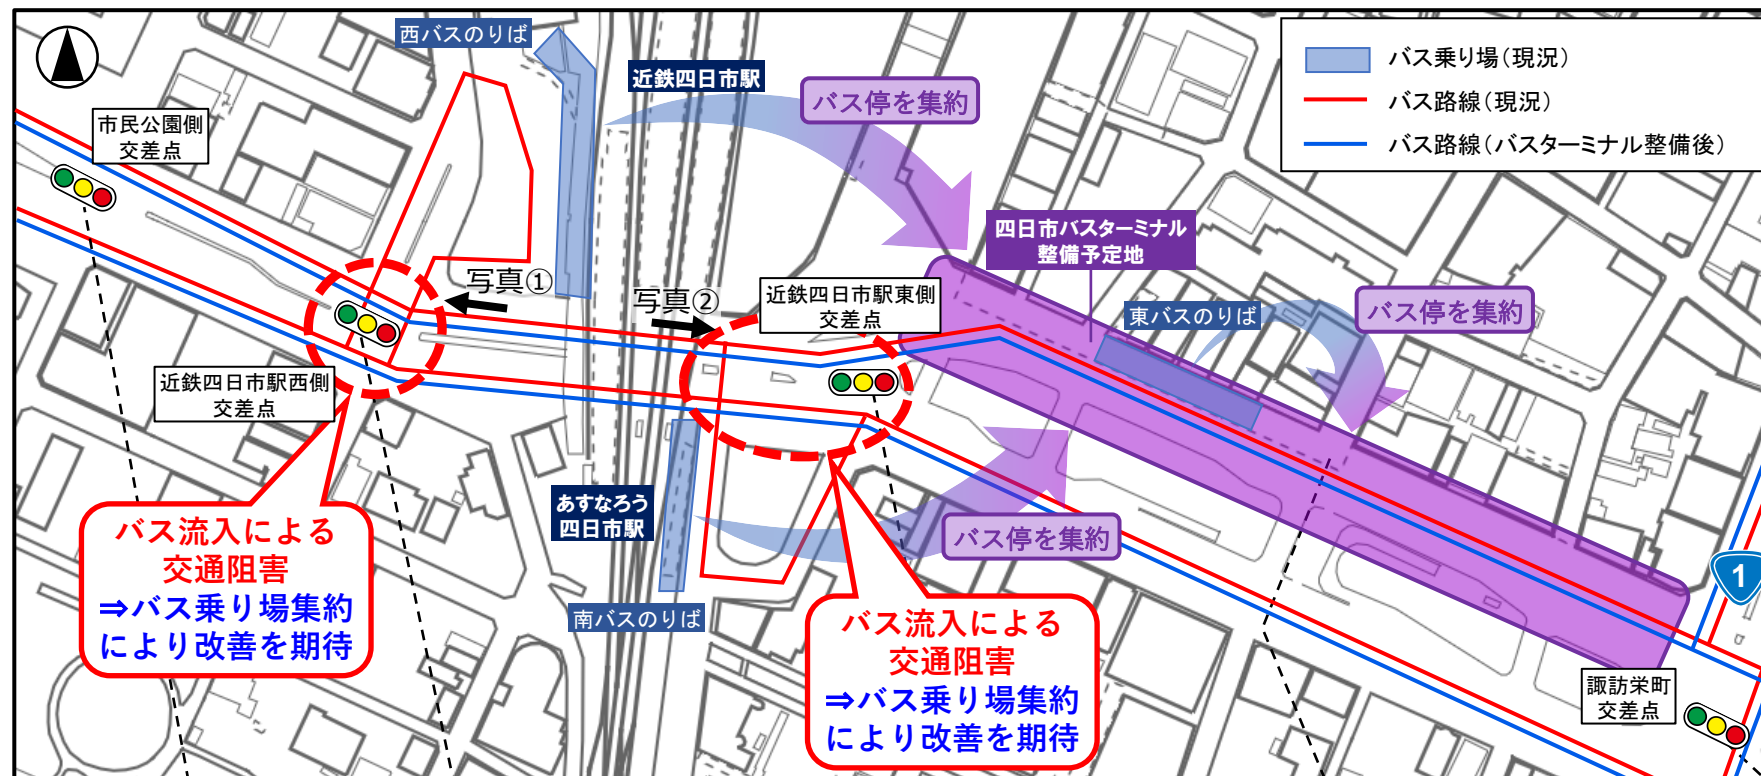 西バスのりば
近鉄四日市駅
バス停を集約
バス乗り場(現況)
バス路線(現況)
バス路線(バスターミナル整備後)
市民公園側
交差点
四日市バスターミナル
整備予定地
写真①
写真②
近鉄四日市駅東側
交差点
東バスのりば
バス停を集約
近鉄四日市駅西側
交差点
あすなろう
四日市駅
バス停を集約
バス流入による
交通阻害
⇒バス乗り場集約
により改善を期待
南バスのりば
バス流入による
交通阻害
⇒バス乗り場集約
により改善を期待
1
諏訪栄町
交差点